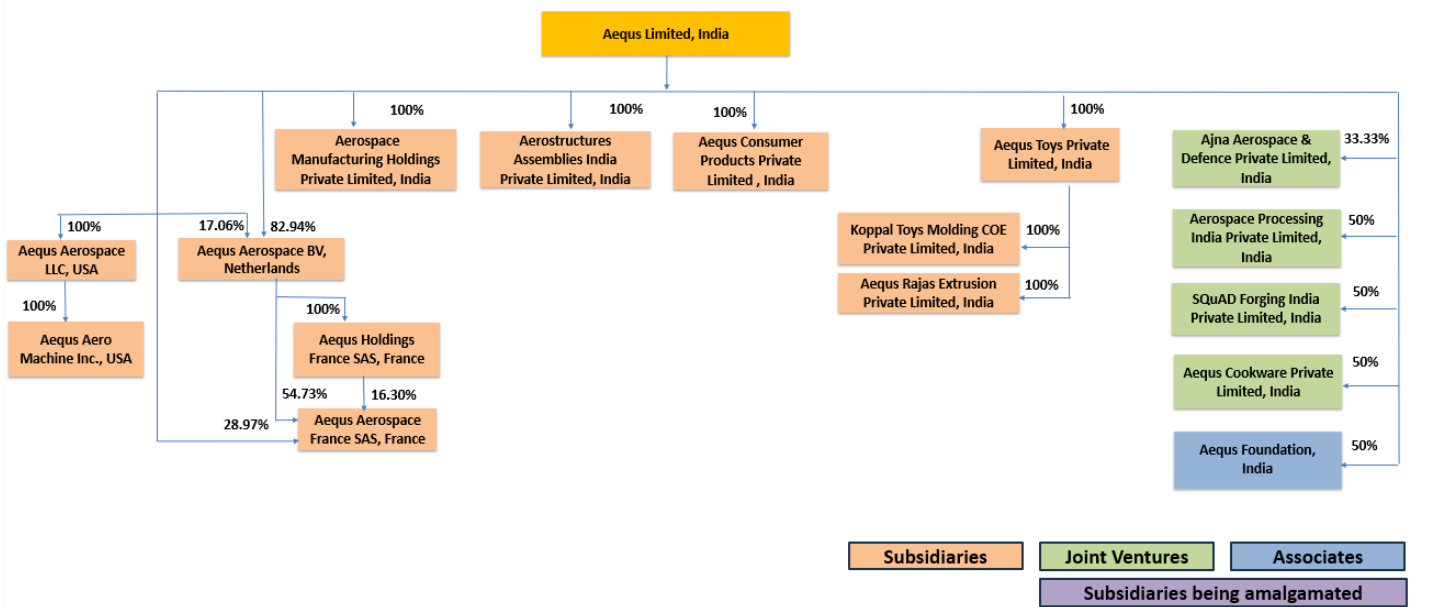 Aequs Limited, India
100%
100%
100%
100%
Aerospace
Manufacturing Holdings
Private Limited, India
Aerostructures
Assemblies India
Private Limited, India
Aequs Consumer
Products Private
Limited , India
Aequs Toys Private
Limited, India
Ajna Aerospace &
Defence Private Limited,
India
33.33%
100%
17.06%
82.94%
Aequs Aerospace
LLC, USA
Aequs Aerospace BV,
Netherlands
Koppal Toys Molding COE
Private Limited, India
100%
Aerospace Processing
India Private Limited,
India
50%
Aequs Rajas Extrusion
Private Limited, India
100%
100%
100%
SQuAD Forging India
Private Limited, India
50%
Aequs Aero
Machine Inc., USA
Aequs Holdings
France SAS, France
Aequs Cookware Private
Limited, India
50%
54.73%
16.30%
28.97%
Aequs Aerospace
France SAS, France
Aequs Foundation,
India
50%
Subsidiaries
Joint Ventures
Associates
Subsidiaries being amalgamated